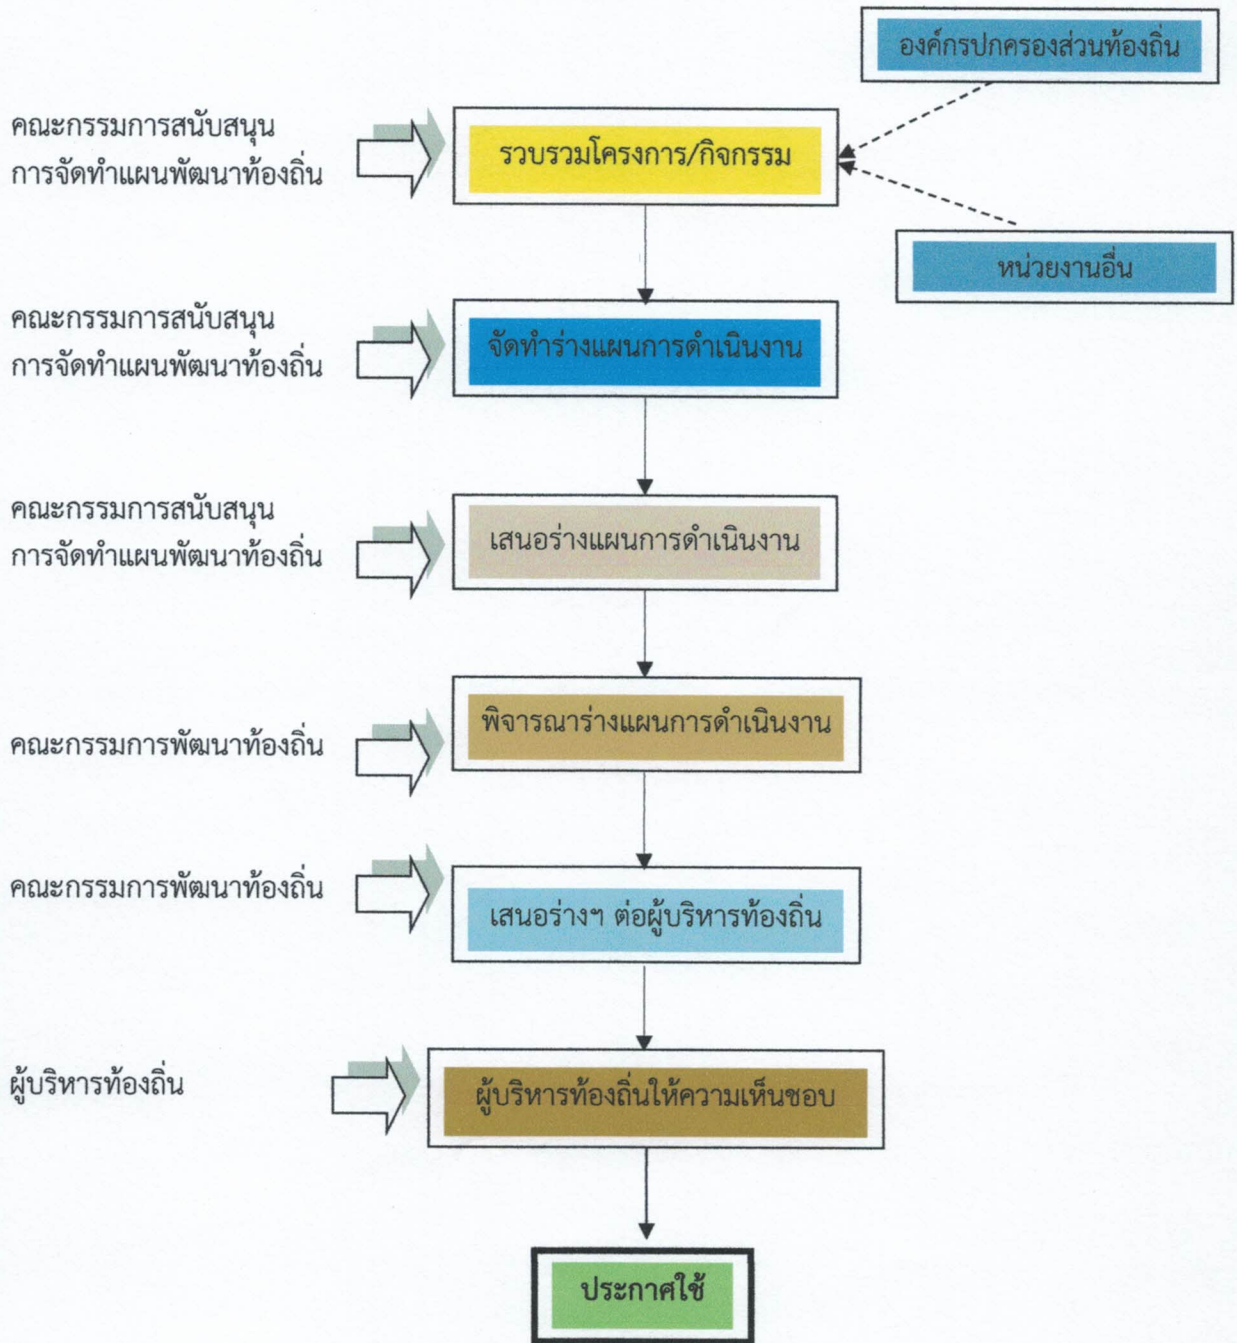 องค์กรปกครองส่วนท้องถิ่น
คณะกรรมการสนับสนุน
การจัดทำแผนพัฒนาท้องถิ่น
รวบรวมโครงการ/กิจกรรม
หน่วยงานอื่น
คณะกรรมการสนับสนุน
การจัดทำแผนพัฒนาท้องถิ่น
จัดทำร่างแผนการดำเนินงาน
คณะกรรมการสนับสนุน
การจัดทำแผนพัฒนาท้องถิ่น
เสนอร่างแผนการดำเนินงาน
คณะกรรมการพัฒนาท้องถิ่น
พิจารณาร่างแผนการดำเนินงาน
คณะกรรมการพัฒนาท้องถิ่น
เสนอร่างฯ ต่อผู้บริหารท้องถิ่น
ผู้บริหารท้องถิ่น
ผู้บริหารท้องถิ่นให้ความเห็นชอบ
ประกาศใช้